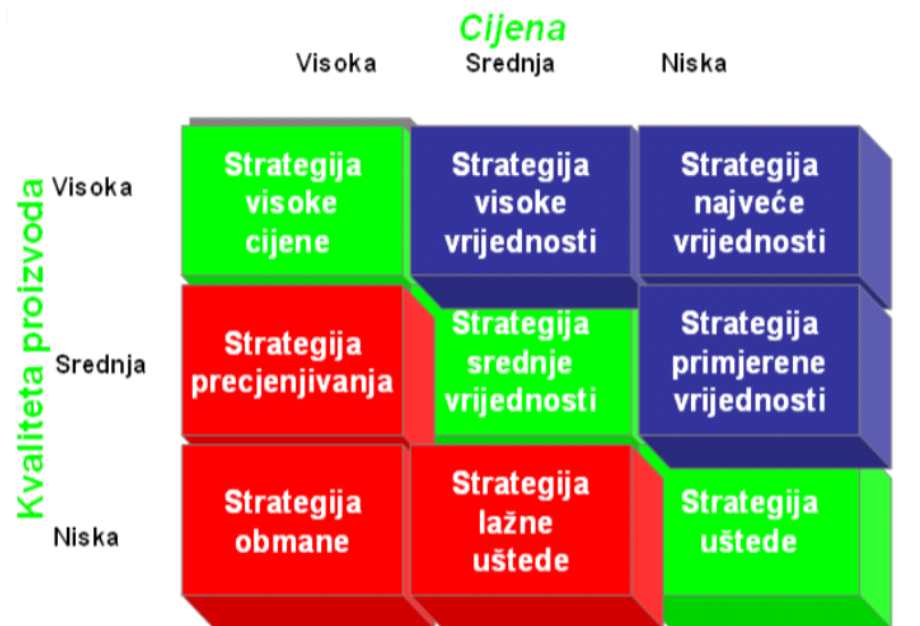 Cijena
Visoka Srednja Niska
Kvaliteta proizvoda
Visoka
Strategija
visoke
cijene
Strategija
visoke
vrijednosti
Strategija
najveće
vrijednosti
Srednja
Strategija
precjenjivanja
Strategija
srednje
vrijednosti
Strategija
primjerene
vrijednosti
Niska
Strategija
obmane
Strategija
lažne
uštede
Strategija
uštede